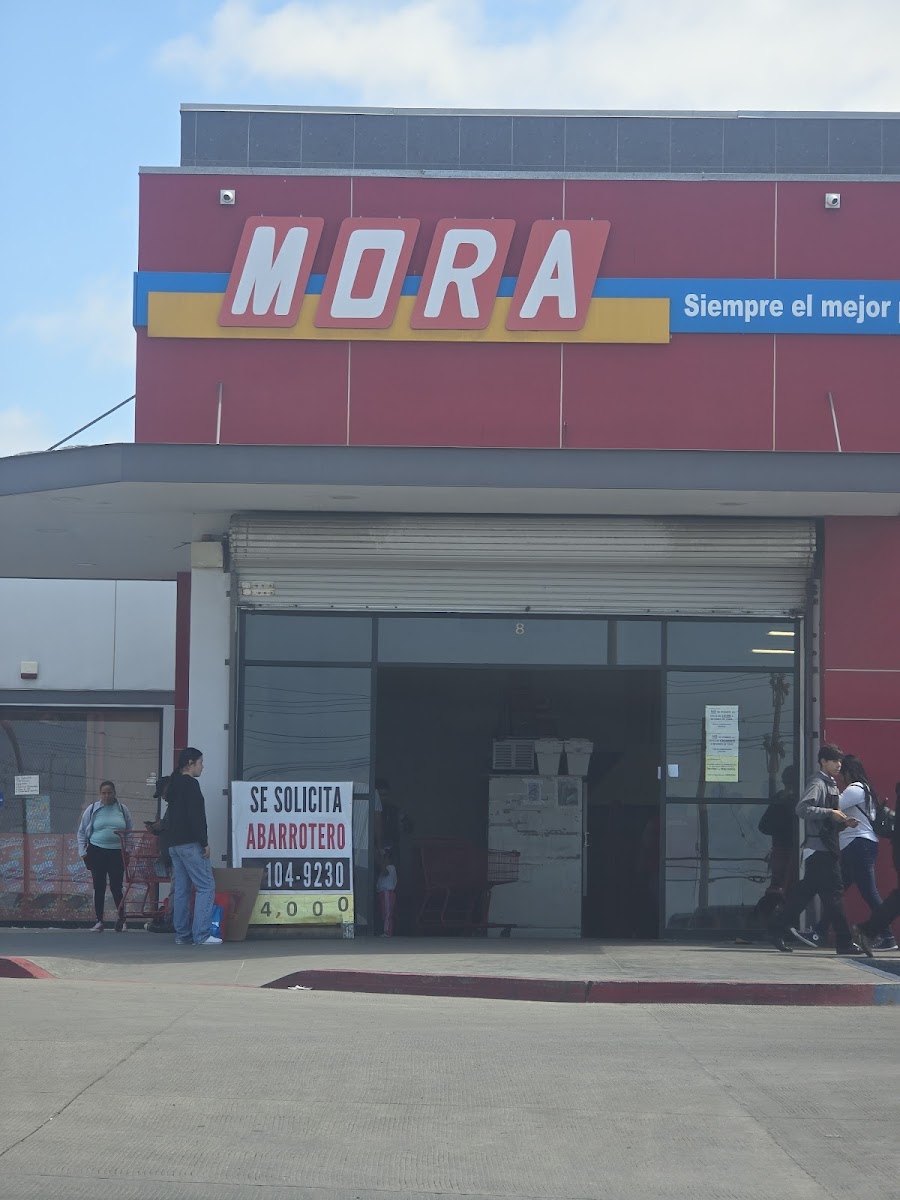 MORA
Siempre el mejor
8
SE SOLICITA
ABARROTERO
104-9230
4,000